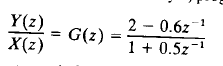 Y(z)/X(z) = G(z) = (2 − 0.6z⁻¹)/(1 + 0.5z⁻¹)